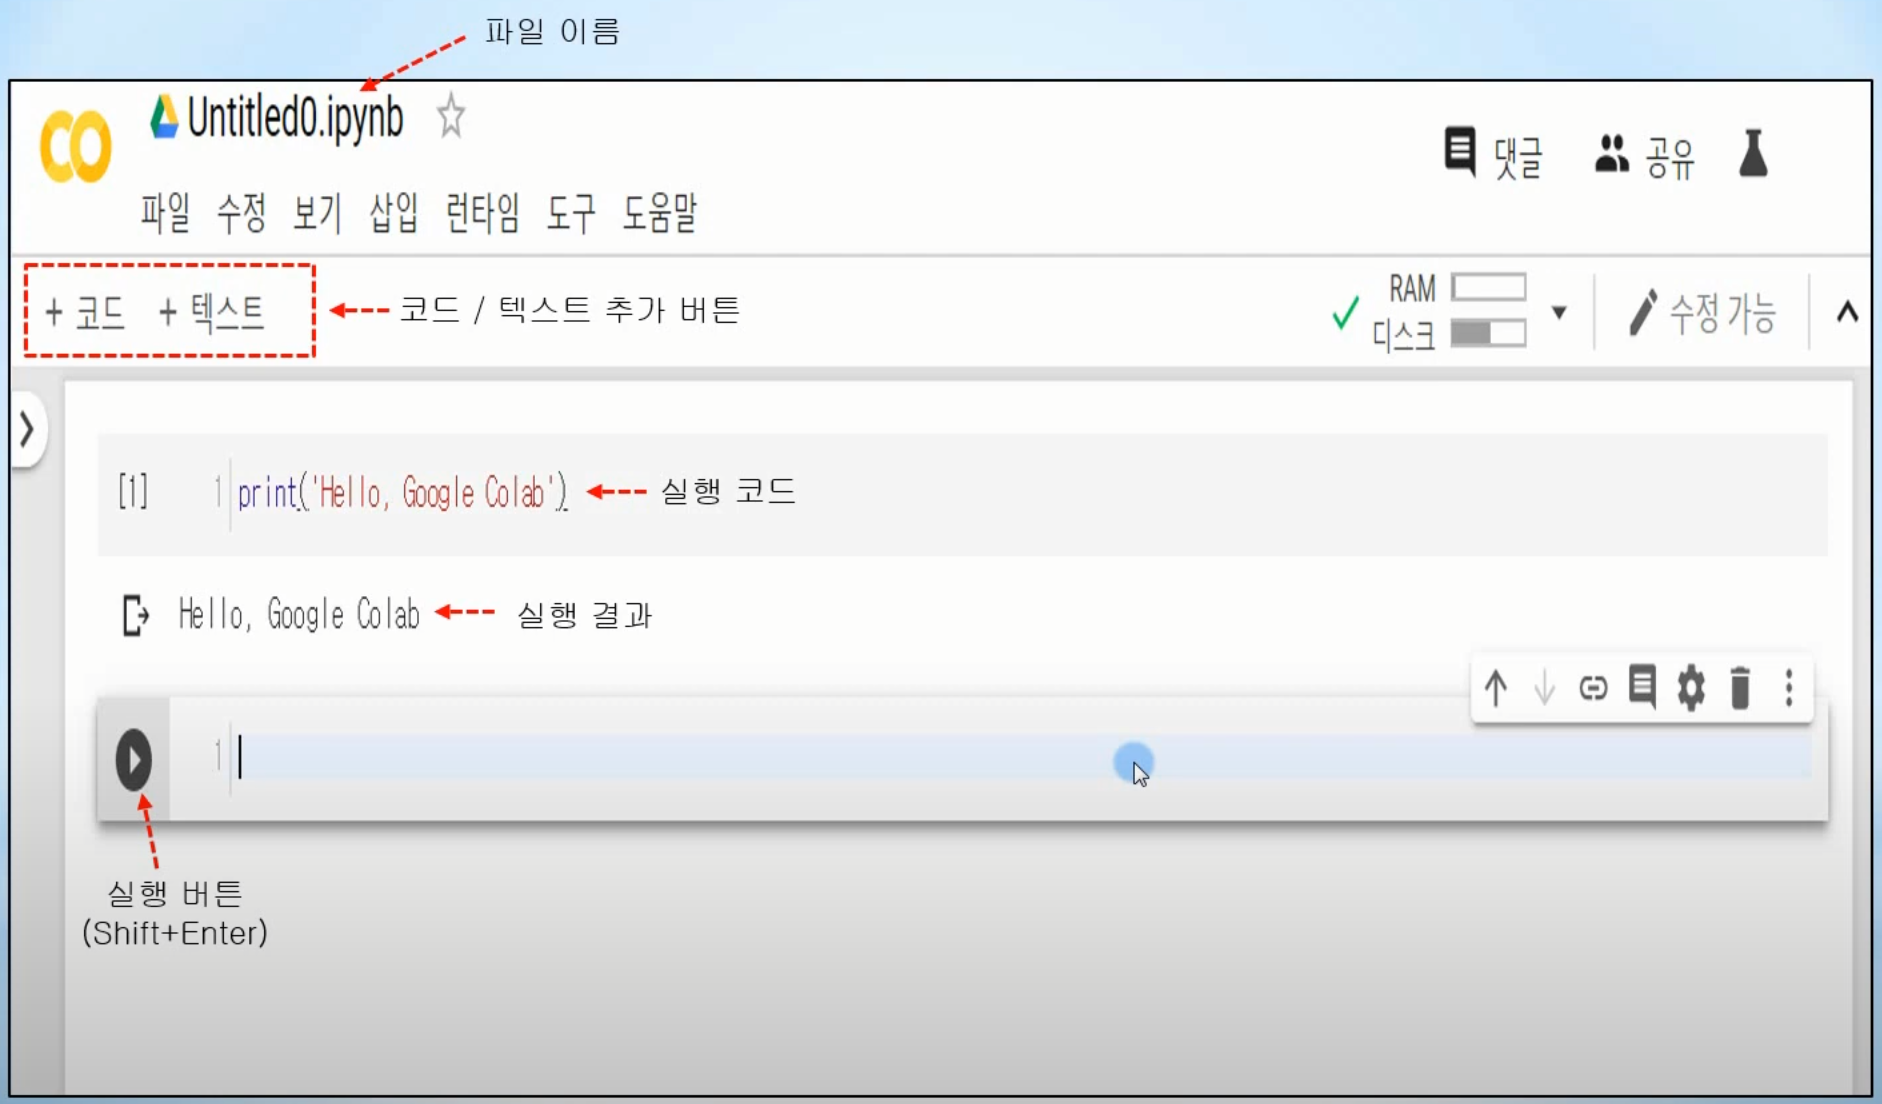 파일 이름
CO
Untitled0.ipynb
댓글 공유
파일 수정 보기 삽입 런타임 도구 도움말
+ 코드 + 텍스트
코드 / 텍스트 추가 버튼
RAM
디스크
수정 가능
[1] 1 print('Hello, Google Colab')
실행 코드
Hello, Google Colab
실행 결과
1
실행 버튼
(Shift+Enter)